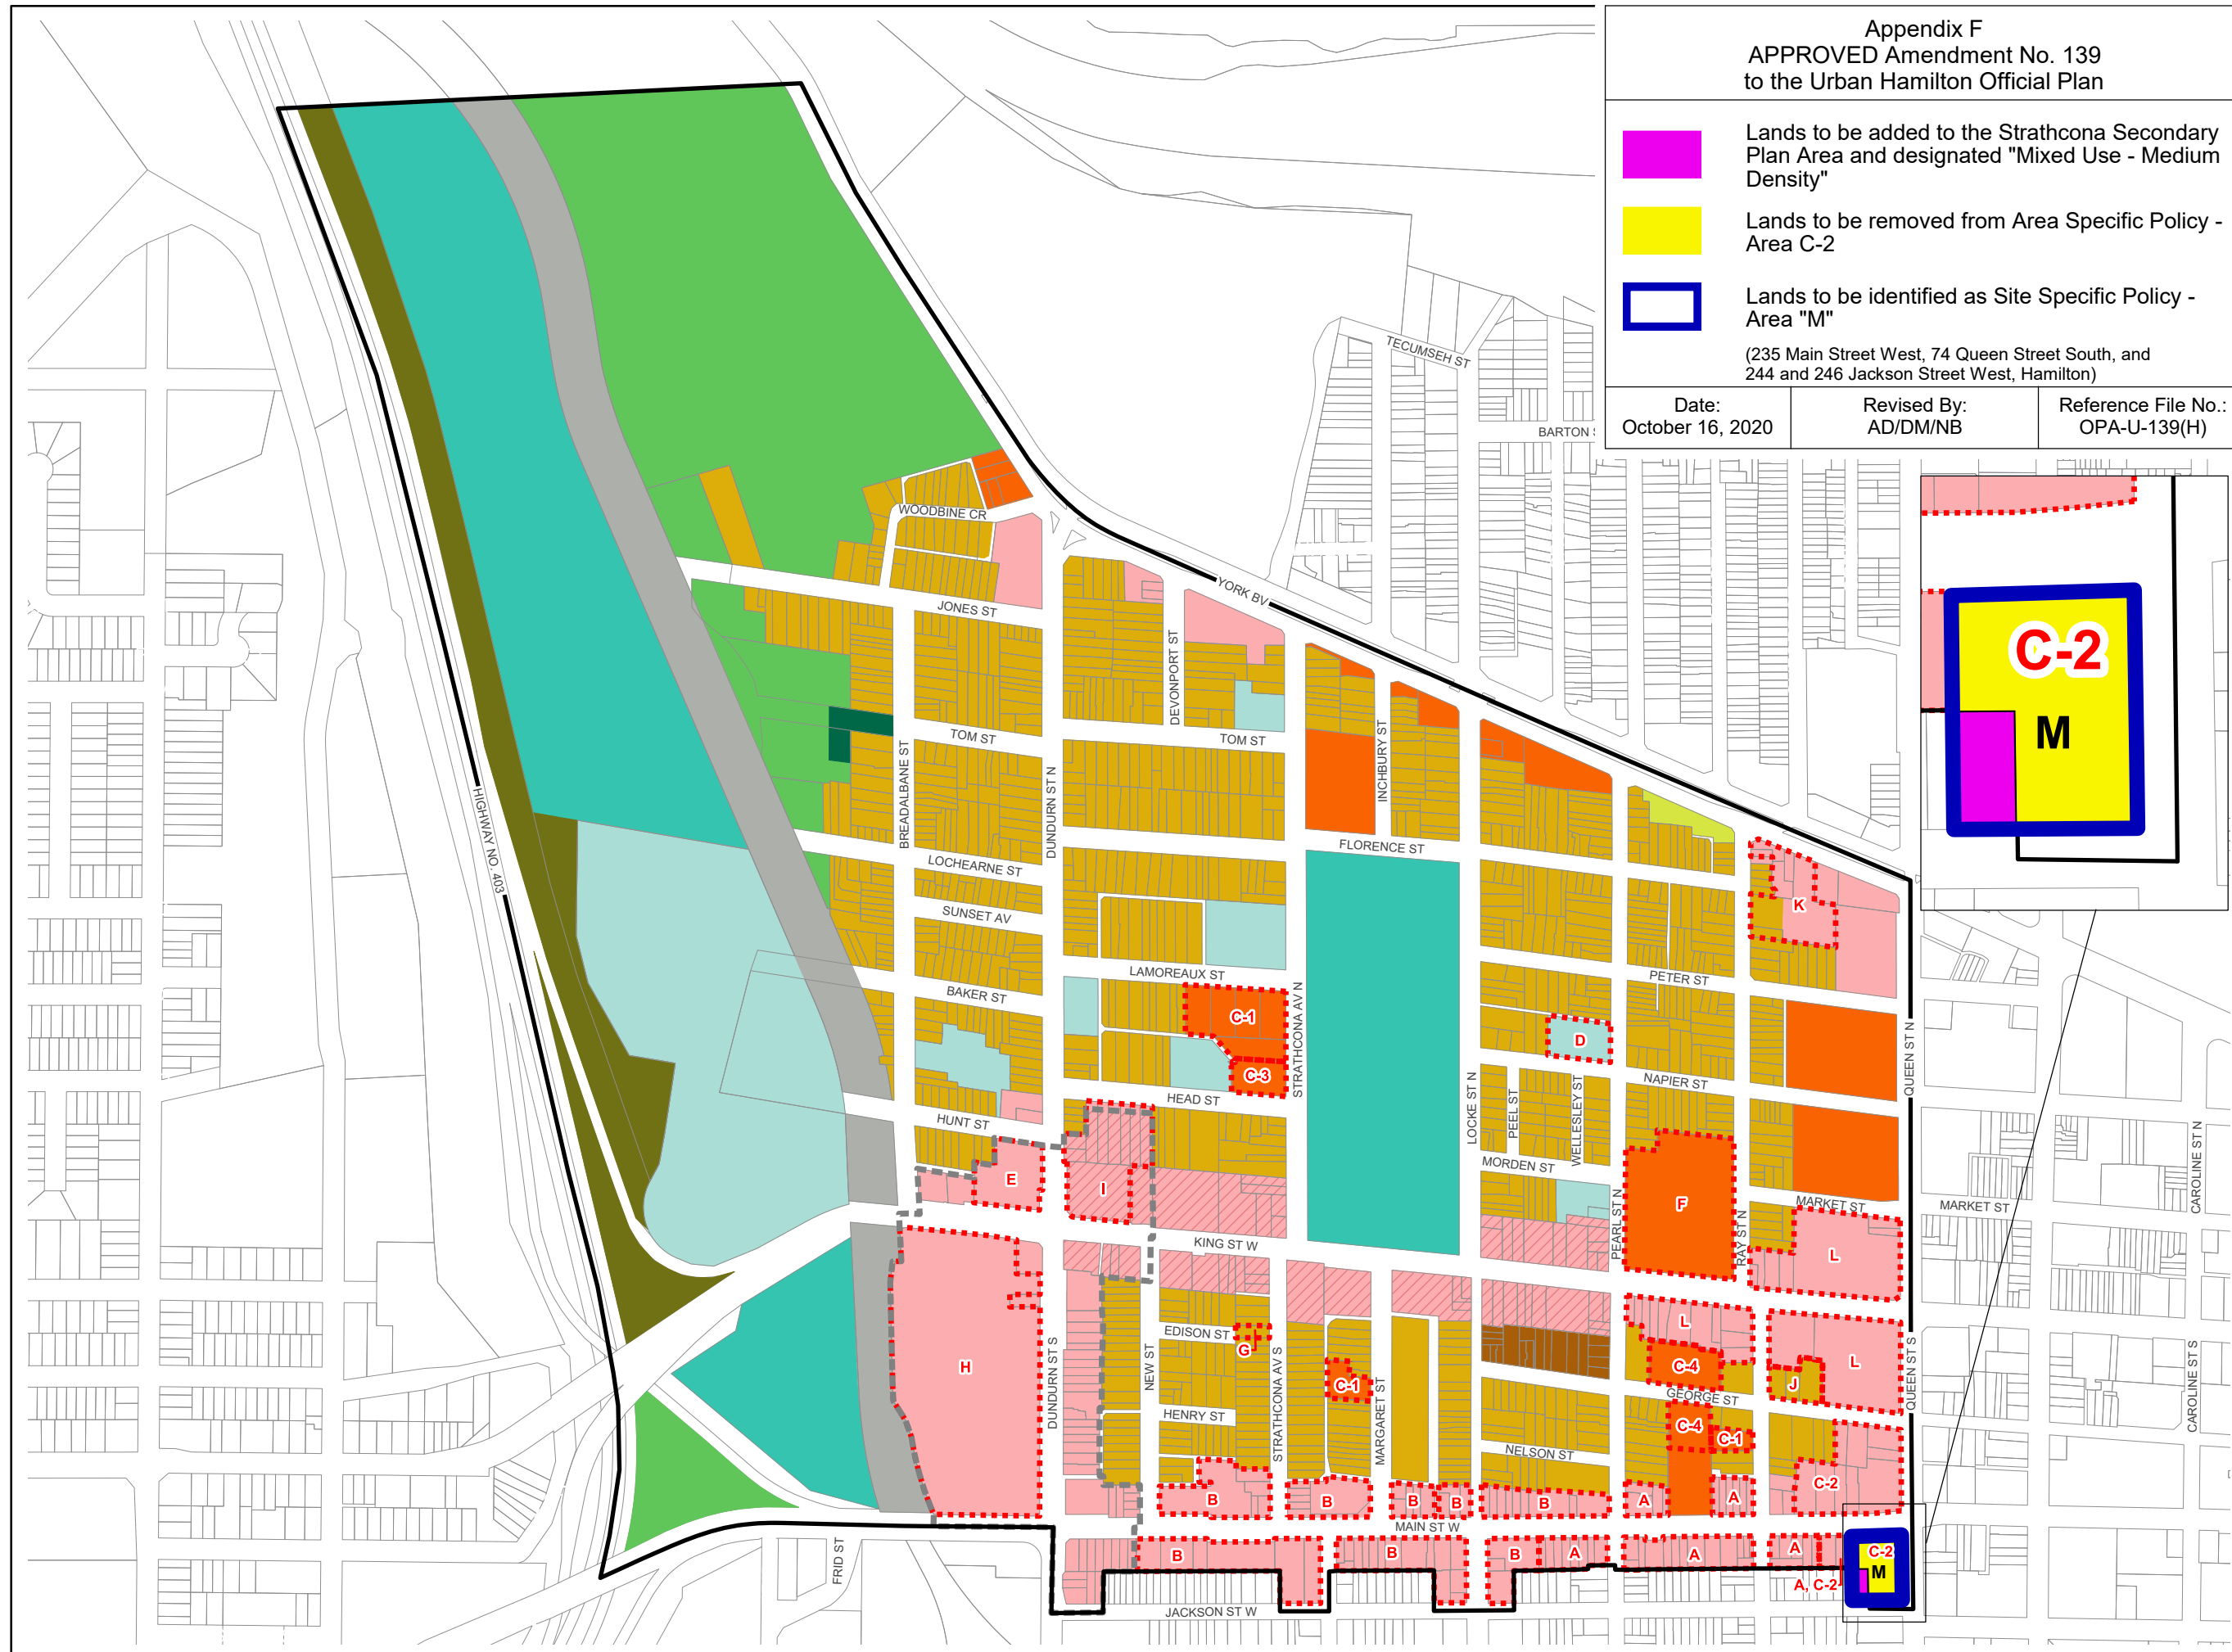 Appendix F
APPROVED Amendment No. 139
to the Urban Hamilton Official Plan
Lands to be added to the Strathcona Secondary
Plan Area and designated "Mixed Use - Medium
Density"
Lands to be removed from Area Specific Policy -
Area C-2
Lands to be identified as Site Specific Policy -
Area "M"
(235 Main Street West, 74 Queen Street South, and
244 and 246 Jackson Street West, Hamilton)
Date:
October 16, 2020
Revised By:
AD/DM/NB
Reference File No.:
OPA-U-139(H)
TECUMSEH ST
BARTON
WOODBINE CR
YORK BV
JONES ST
DEVONPORT ST
C-2
M
TOM ST
TOM ST
INCHBURY ST
BREADALBANE ST
DUNDURN ST N
HIGHWAY NO. 403
FLORENCE ST
LOCHEARNE ST
SUNSET AV
K
LAMOREAUX ST
PETER ST
BAKER ST
C-1
D
STRATHCONA AV N
QUEEN ST N
C-3
NAPIER ST
HEAD ST
LOCKE ST N
PEEL ST
WELLESLEY ST
HUNT ST
MORDEN ST
CAROLINE ST N
E
I
F
MARKET ST
MARKET ST
PEARL ST N
RAY ST N
KING ST W
L
L
EDISON ST
G
H
C-4
L
J
NEW ST
STRATHCONA AV S
C-1
MARGARET ST
GEORGE ST
QUEEN ST S
CAROLINE ST S
DUNDURN ST S
HENRY ST
C-4
C-1
NELSON ST
C-2
B
B
B
B
B
A
A
MAIN ST W
FRID ST
B
B
B
A
A
A
C-2
M
A, C-2
JACKSON ST W